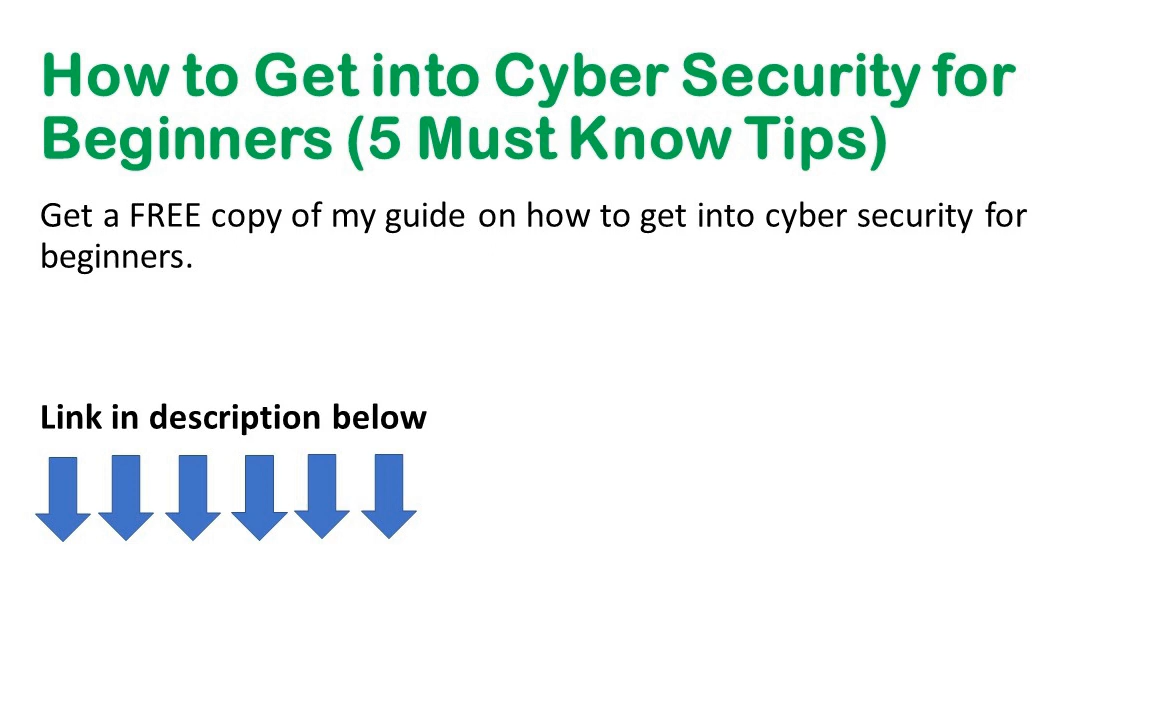 How to Get into Cyber Security for
Beginners (5 Must Know Tips)
Get a FREE copy of my guide on how to get into cyber security for
beginners.
Link in description below